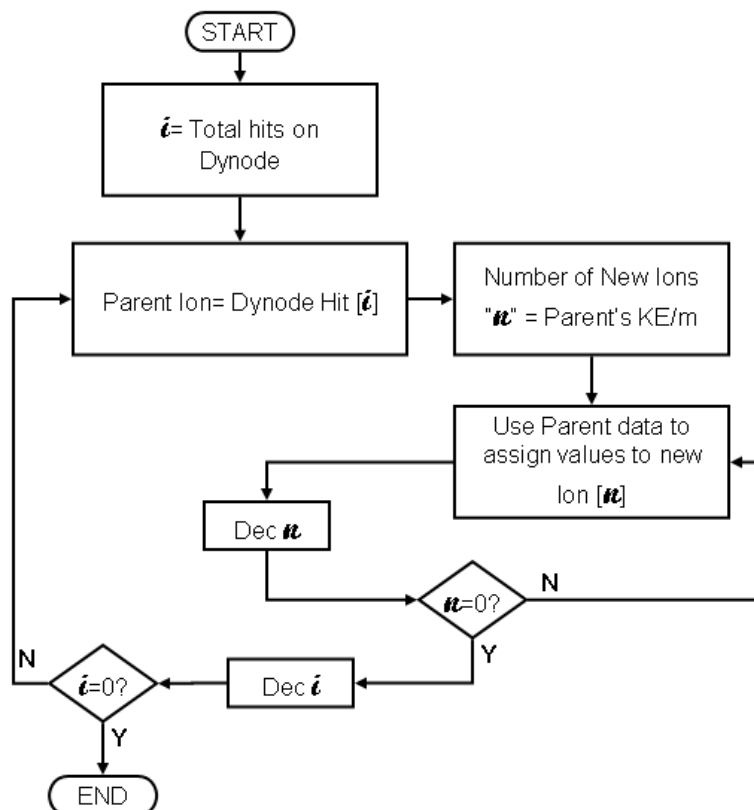 START
i= Total hits on
Dynode
Parent Ion= Dynode Hit [i]
Number of New Ions
"n" = Parent's KE/m
Use Parent data to
assign values to new
Ion [n]
Dec n
n=0?
N
Y
Dec i
i=0?
N
Y
END